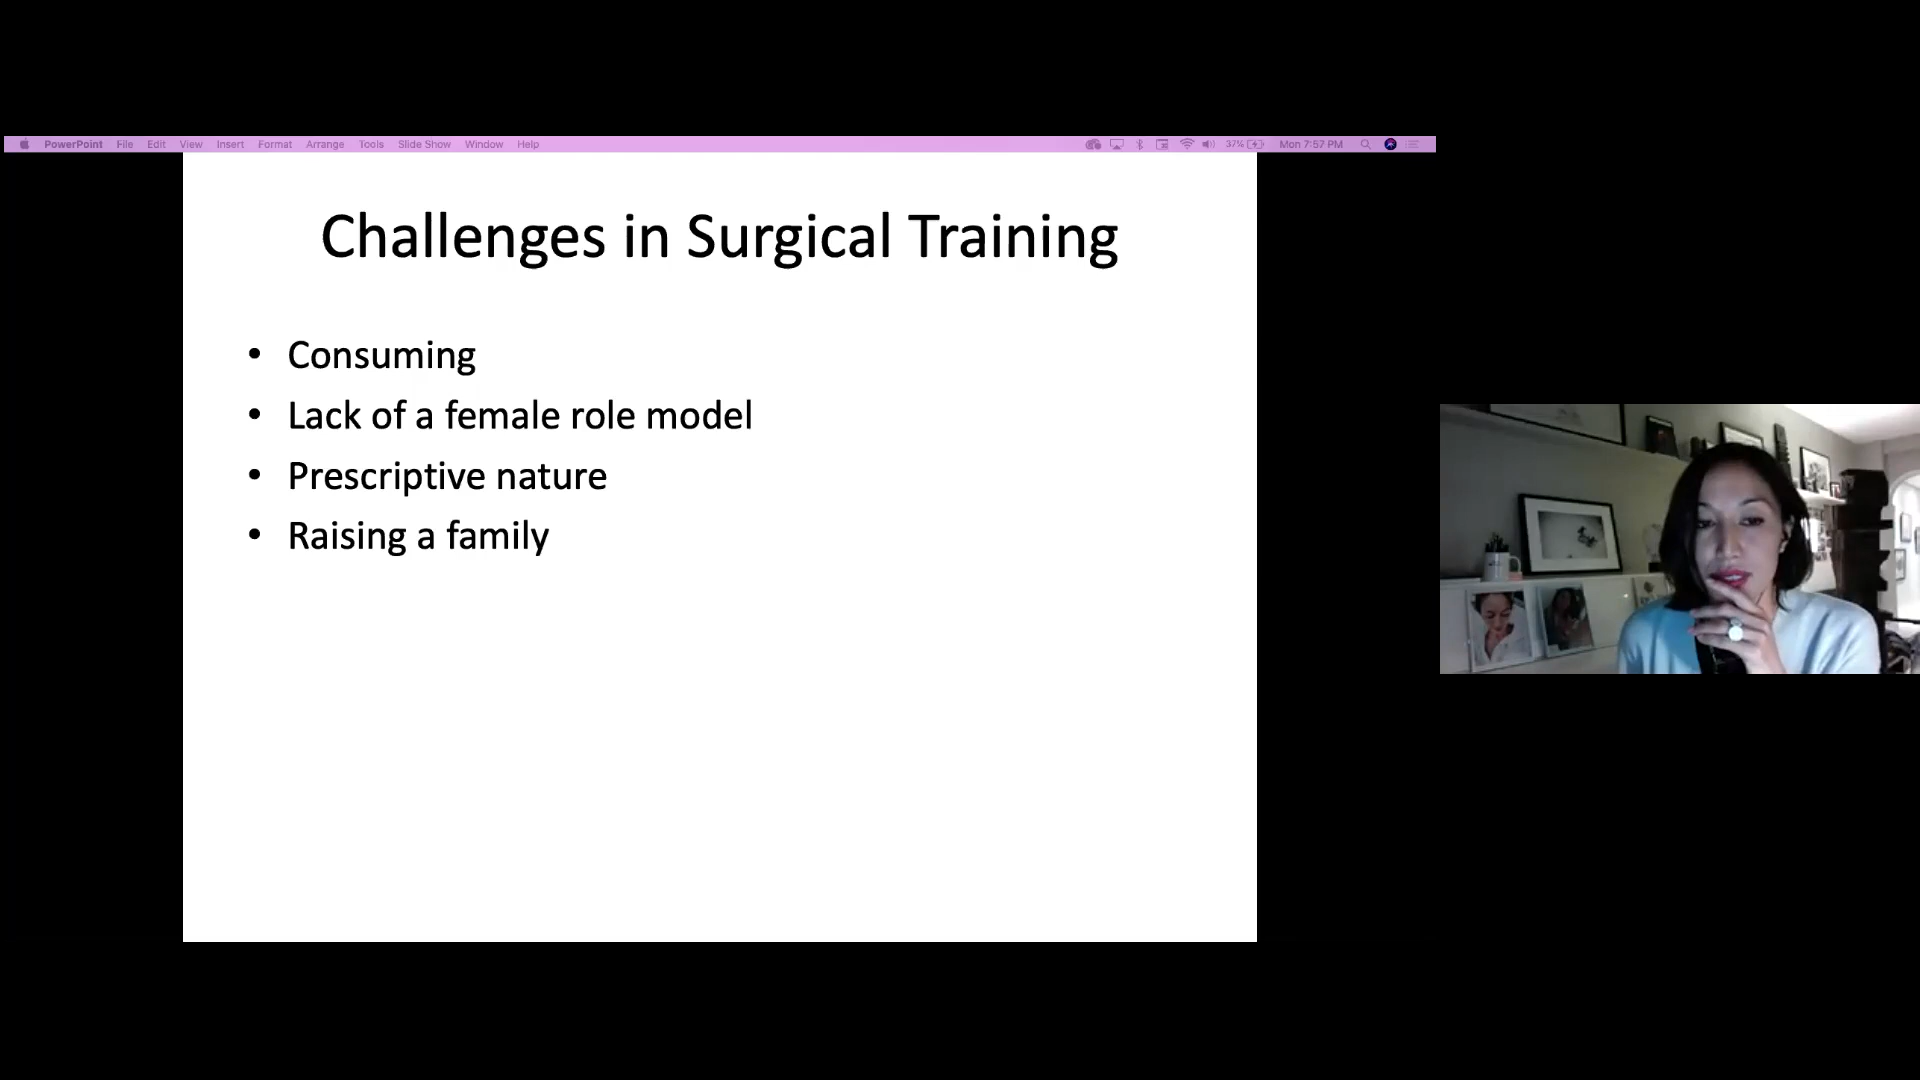 PowerPoint File Edit View Insert Format Arrange Tools Slide Show Window Help 37% Mon 7:57 PM
Challenges in Surgical Training
• Consuming
• Lack of a female role model
• Prescriptive nature
• Raising a family